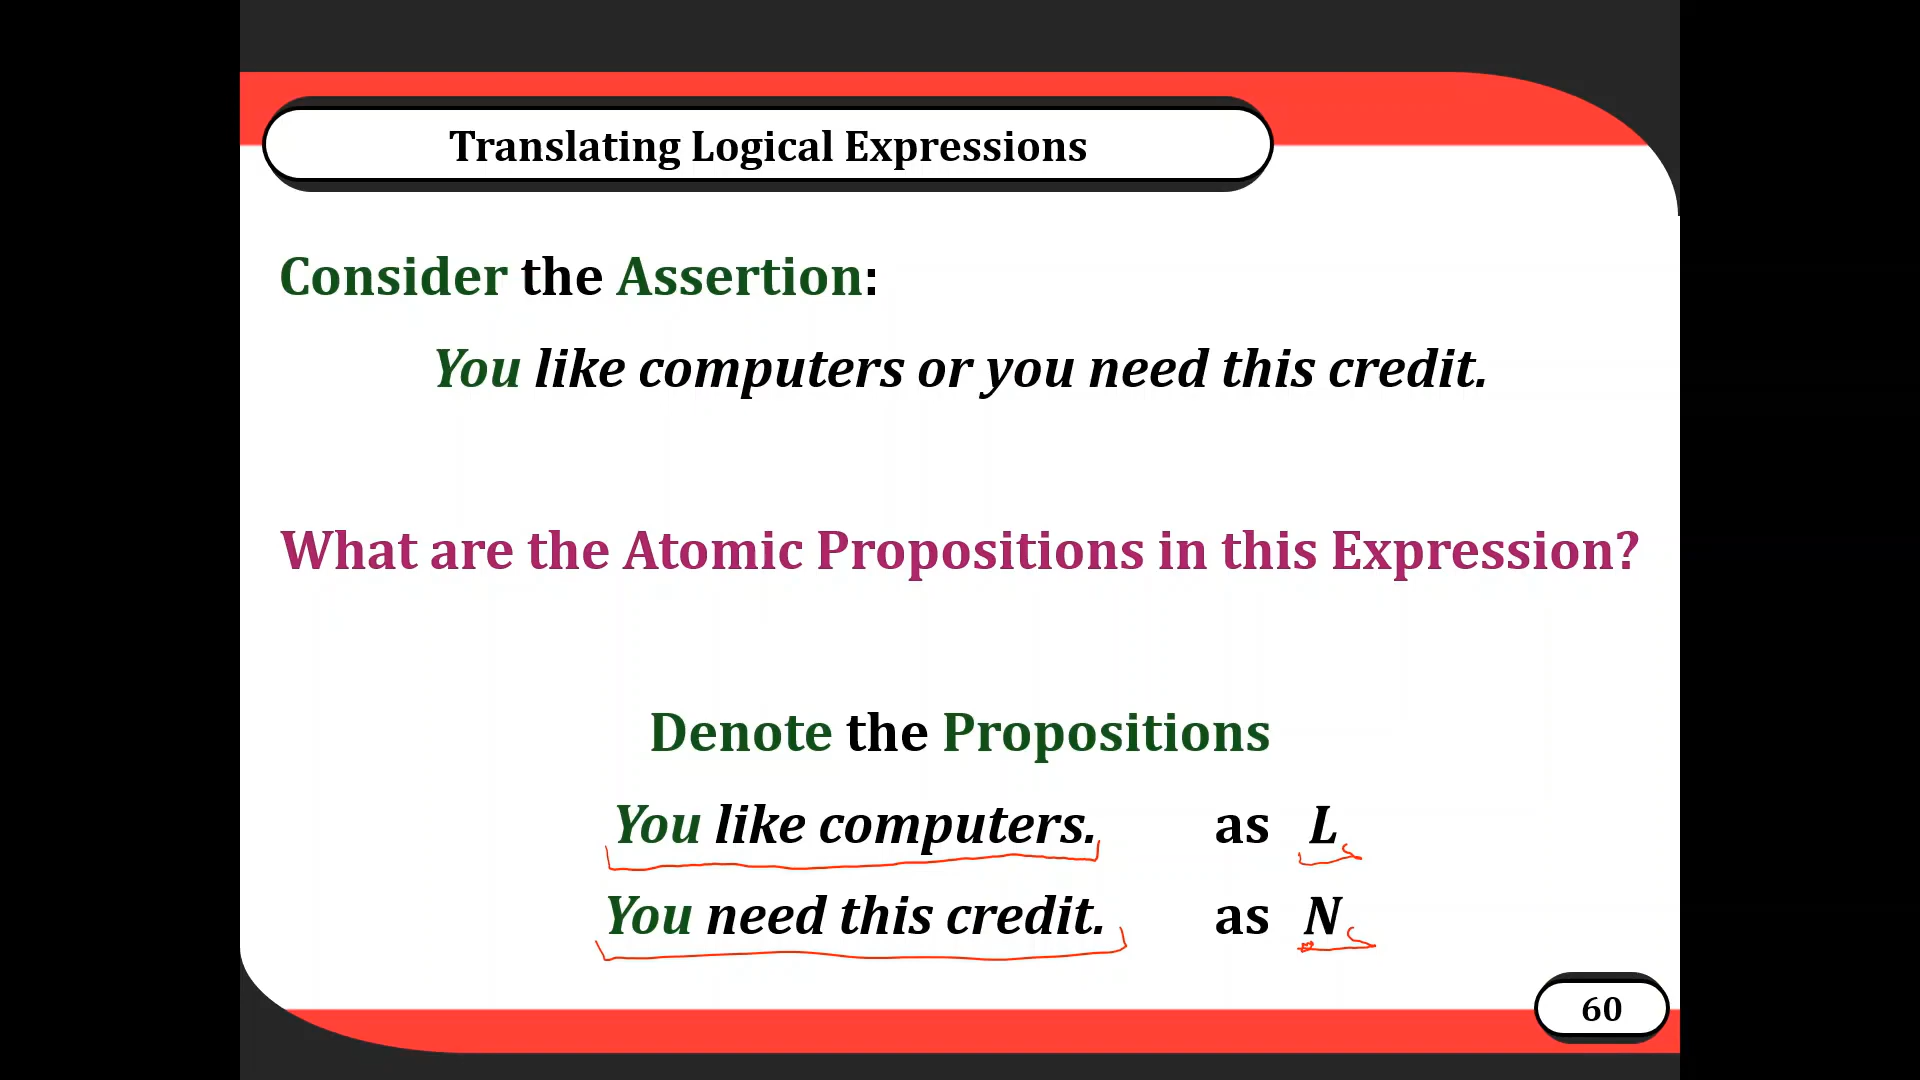 Translating Logical Expressions
Consider the Assertion:
You like computers or you need this credit.
What are the Atomic Propositions in this Expression?
Denote the Propositions
You like computers. as L
You need this credit. as N
60